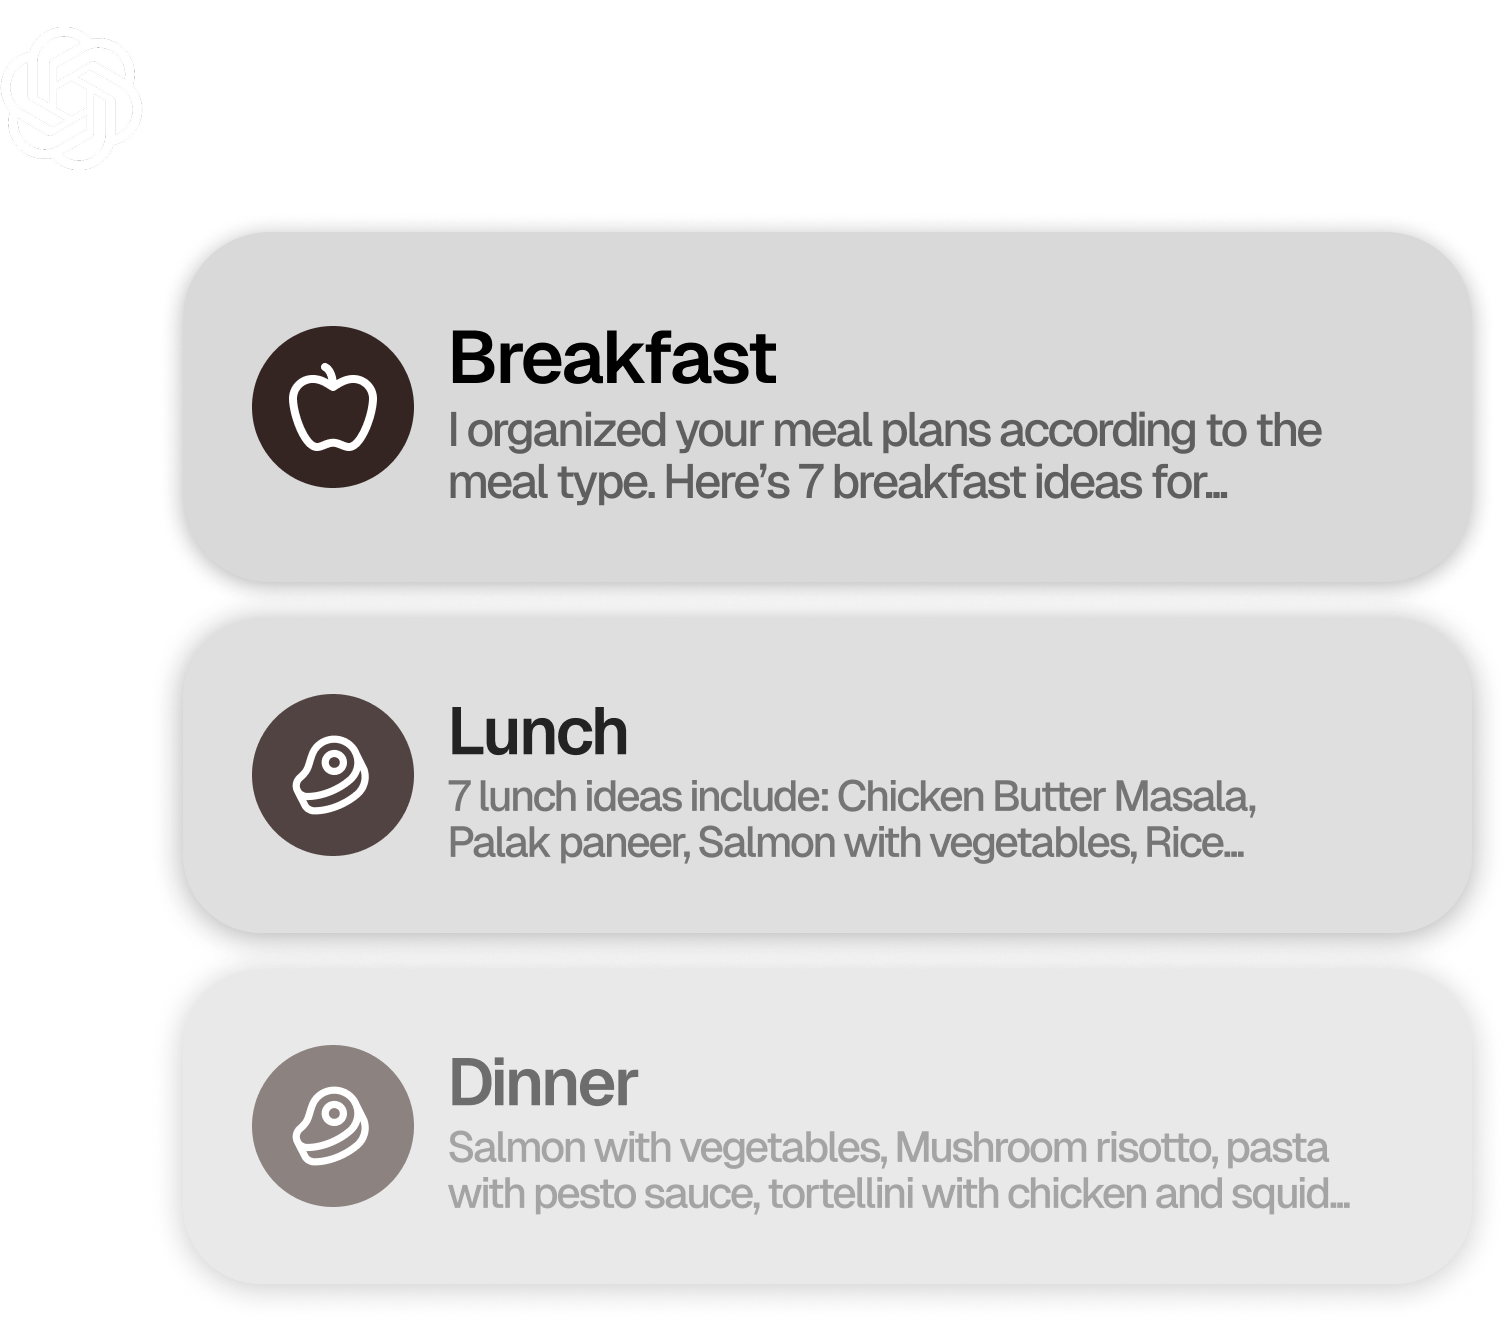 Breakfast
I organized your meal plans according to the
meal type. Here’s 7 breakfast ideas for...
Lunch
7 lunch ideas include: Chicken Butter Masala,
Palak paneer, Salmon with vegetables, Rice...
Dinner
Salmon with vegetables, Mushroom risotto, pasta
with pesto sauce, tortellini with chicken and squid...